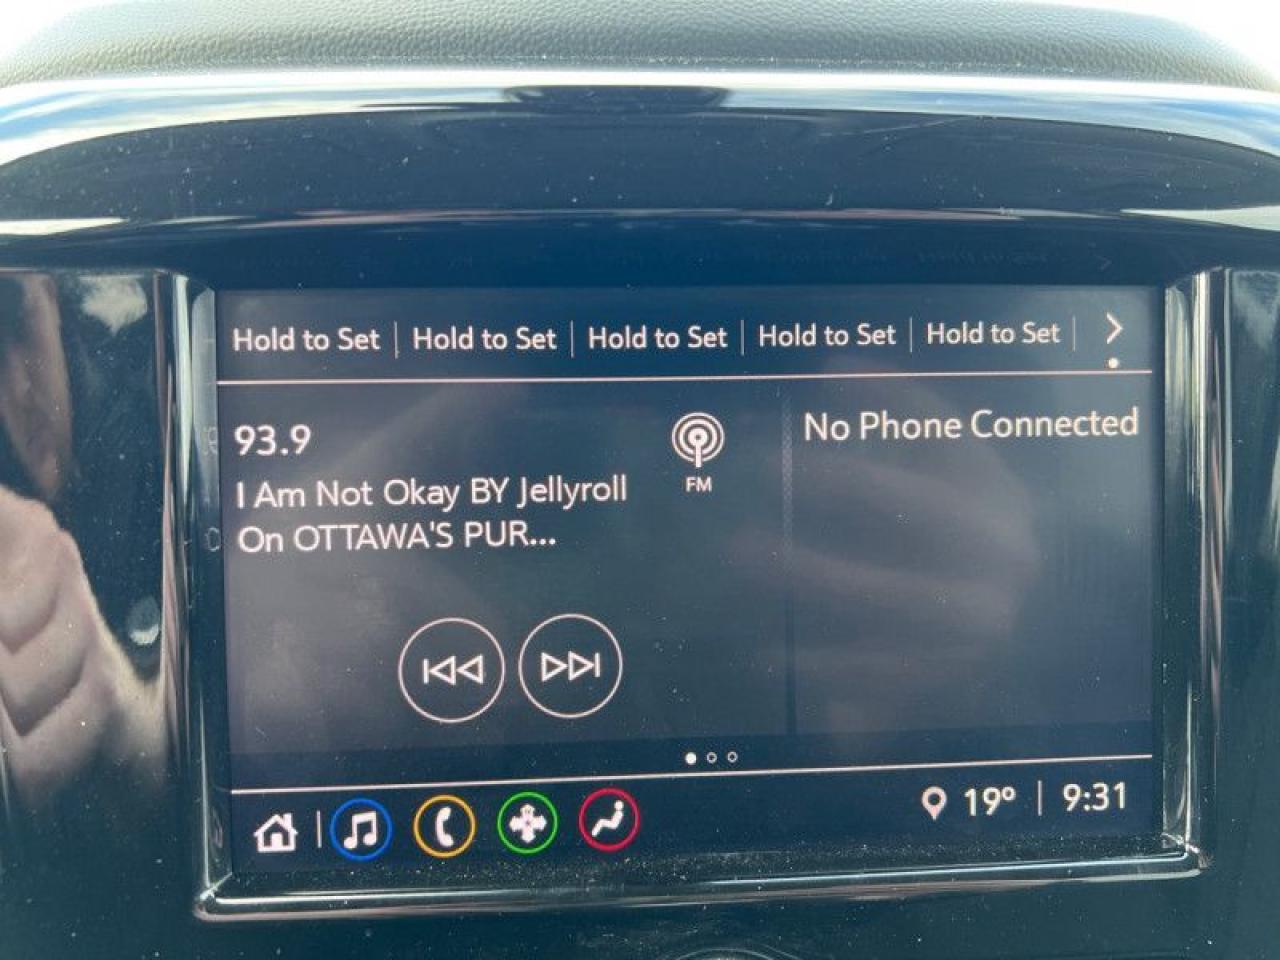 Hold to Set | Hold to Set | Hold to Set | Hold to Set | Hold to Set
93.9
FM
No Phone Connected
I Am Not Okay BY Jellyroll
On OTTAWA'S PUR...
19° | 9:31